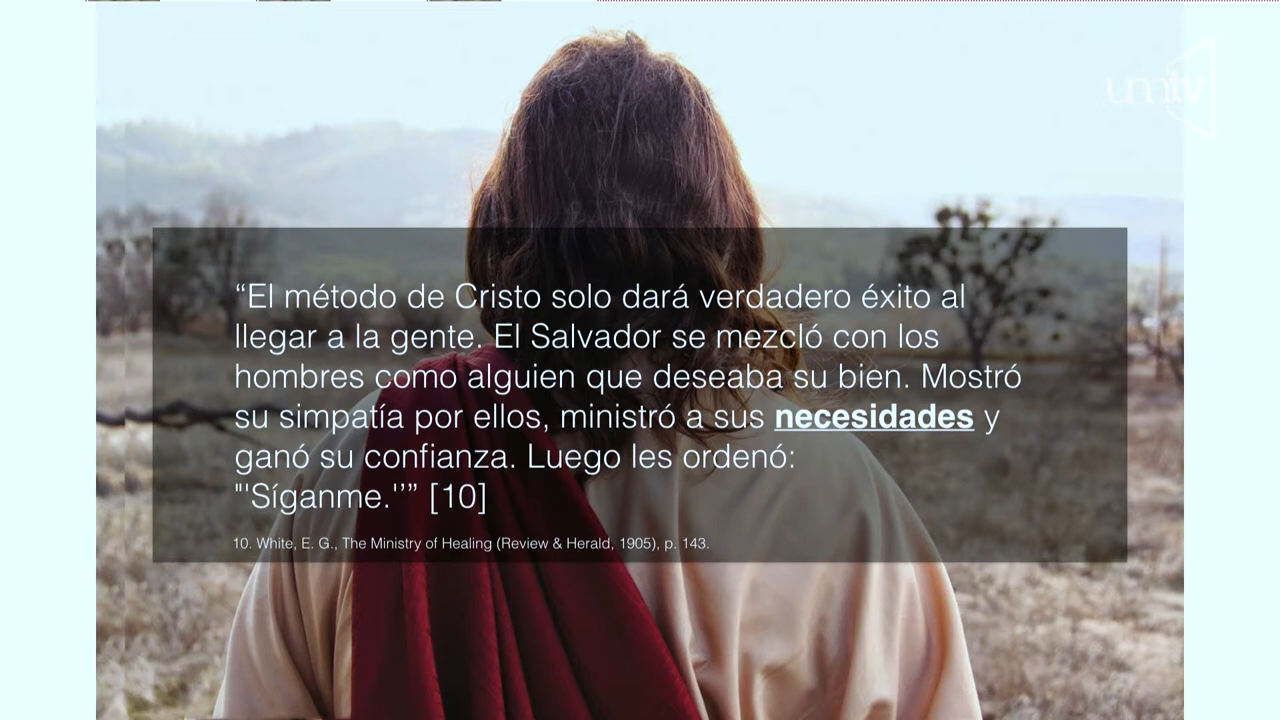 umtv
“El método de Cristo solo dará verdadero éxito al
llegar a la gente. El Salvador se mezcló con los
hombres como alguien que deseaba su bien. Mostró
su simpatía por ellos, ministró a sus necesidades y
ganó su confianza. Luego les ordenó:
"'Síganme.'’” [10]
10. White, E. G., The Ministry of Healing (Review & Herald, 1905), p. 143.